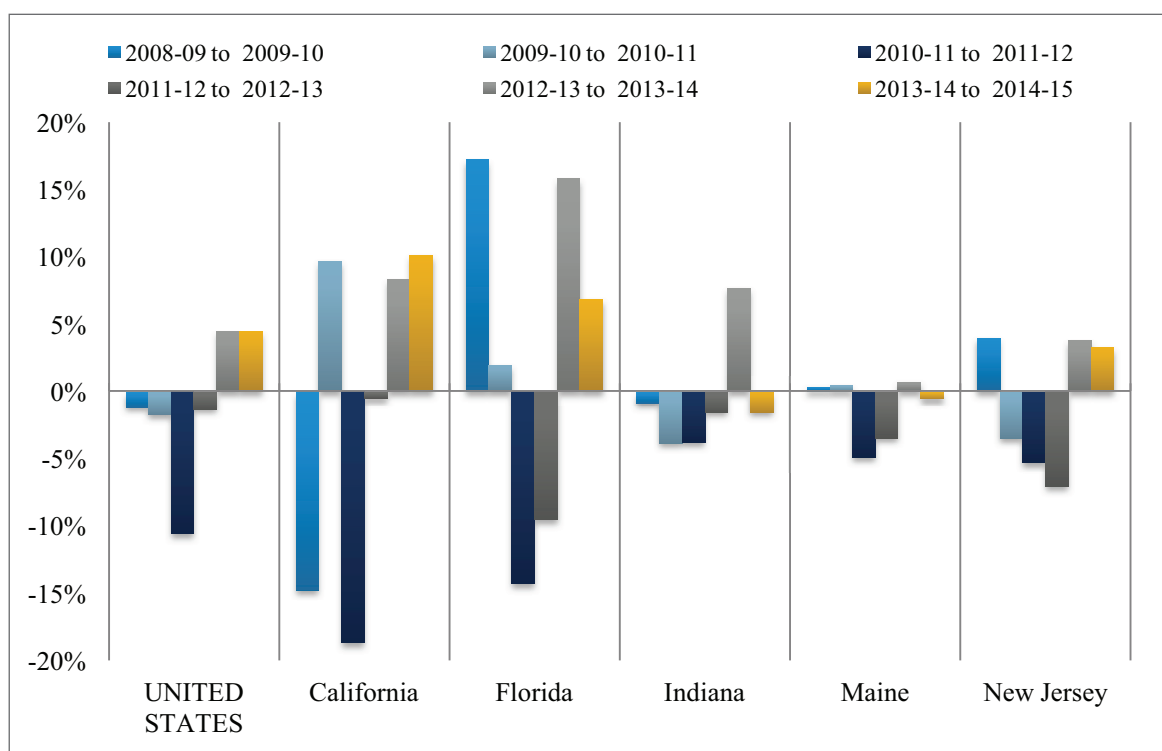 2008-09 to 2009-10
2009-10 to 2010-11
2010-11 to 2011-12
2011-12 to 2012-13
2012-13 to 2013-14
2013-14 to 2014-15
20%
15%
10%
5%
0%
-5%
-10%
-15%
-20%
UNITED
STATES
California
Florida
Indiana
Maine
New Jersey